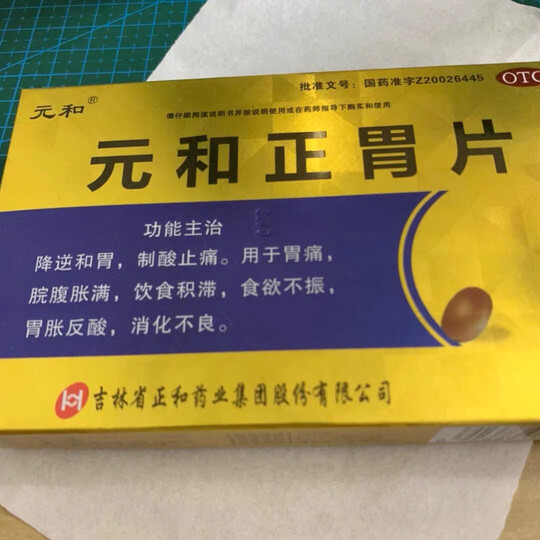 批准文号：国药准字Z20026445
OTC
元和®
请仔细阅读说明书并按说明使用或在药师指导下购买和使用
元和正胃片
功能主治
降逆和胃，制酸止痛。用于胃痛，
脘腹胀满，饮食积滞，食欲不振，
胃胀反酸，消化不良。
吉林省正和药业集团股份有限公司